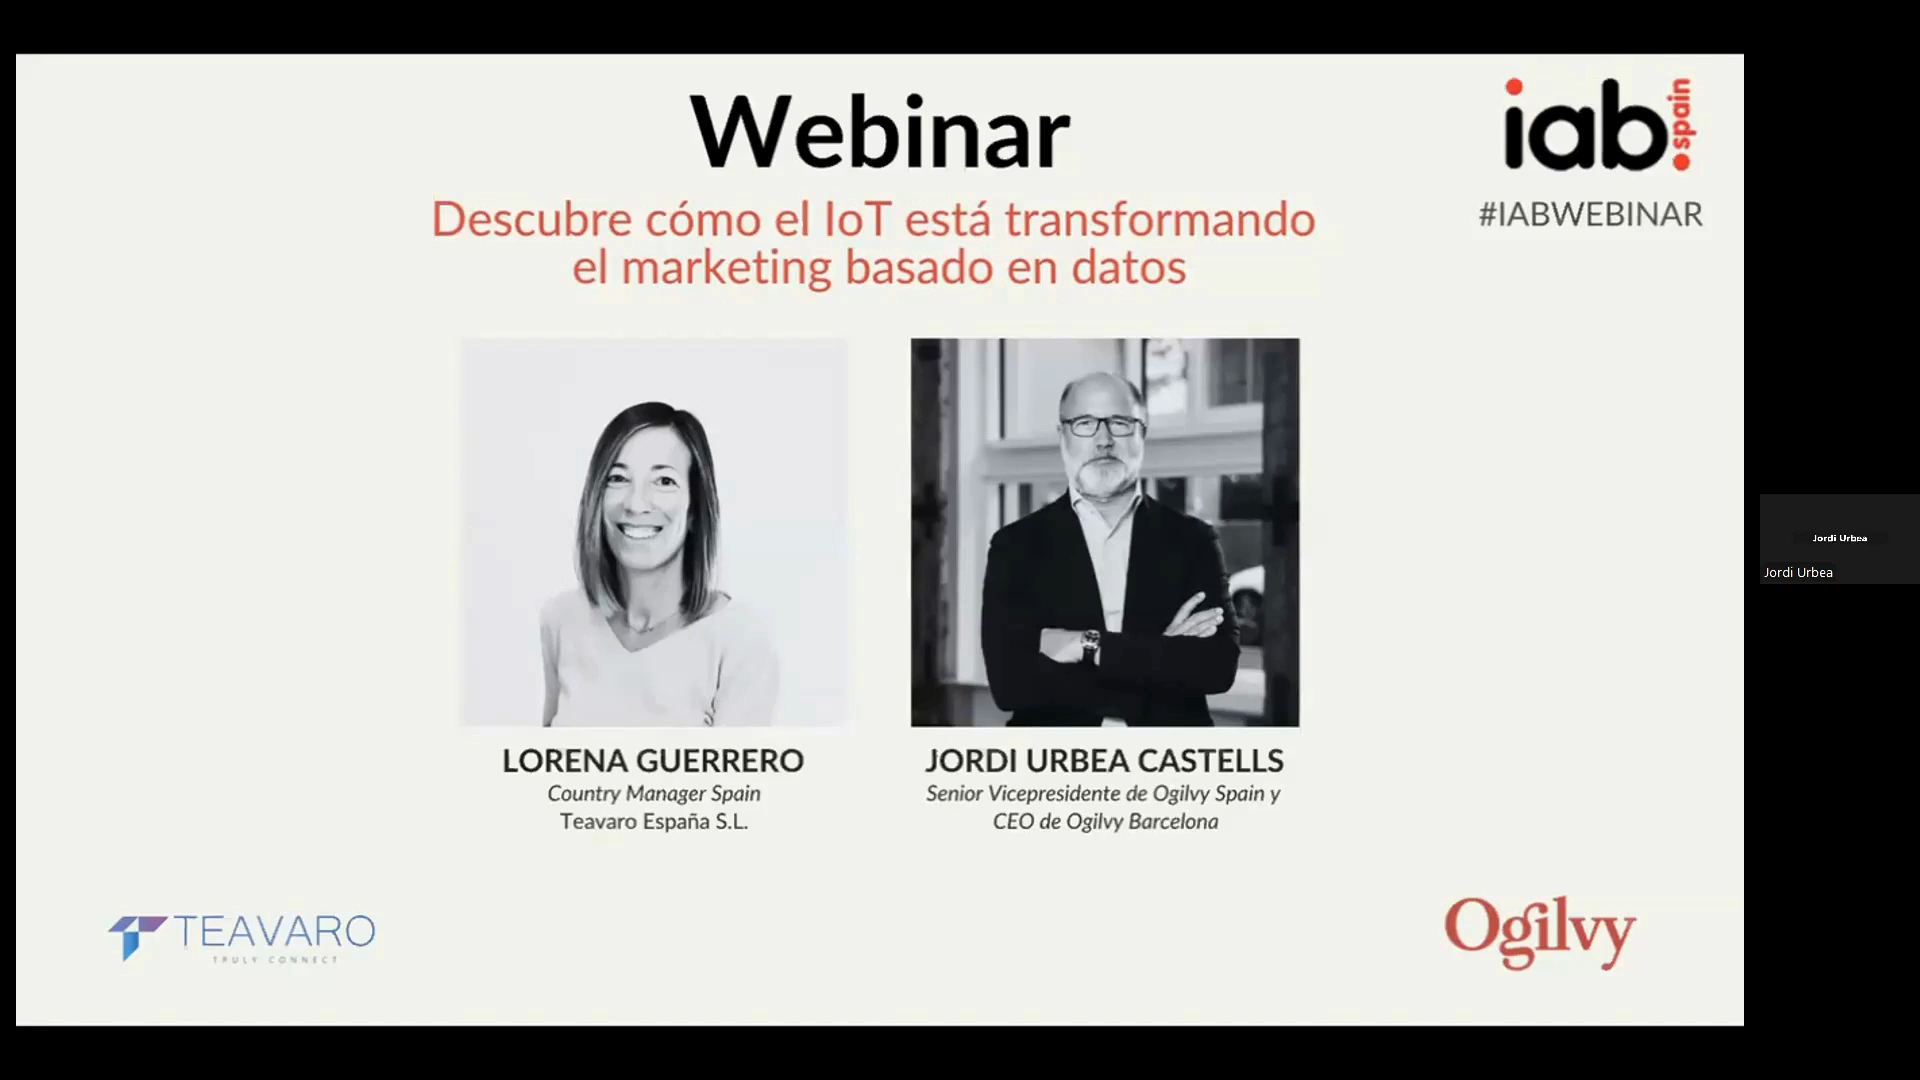 Webinar
Descubre cómo el IoT está transformando
el marketing basado en datos
iab
spain
#IABWEBINAR
LORENA GUERRERO
Country Manager Spain
Teavaro España S.L.
JORDI URBEA CASTELLS
Senior Vicepresidente de Ogilvy Spain y
CEO de Ogilvy Barcelona
TEAVARO
TRULY CONNECT
Ogilvy
Jordi Urbea
Jordi Urbea